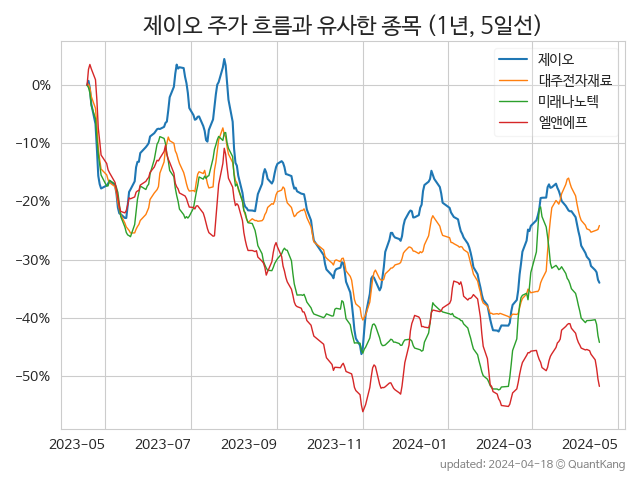 제이오 주가 흐름과 유사한 종목 (1년, 5일선)
제이오
대주전자재료
미래나노텍
엘앤에프
0%
−10%
−20%
−30%
−40%
−50%
2023-05 2023-07 2023-09 2023-11 2024-01 2024-03 2024-05
updated: 2024-04-18 ⓒ QuantKang